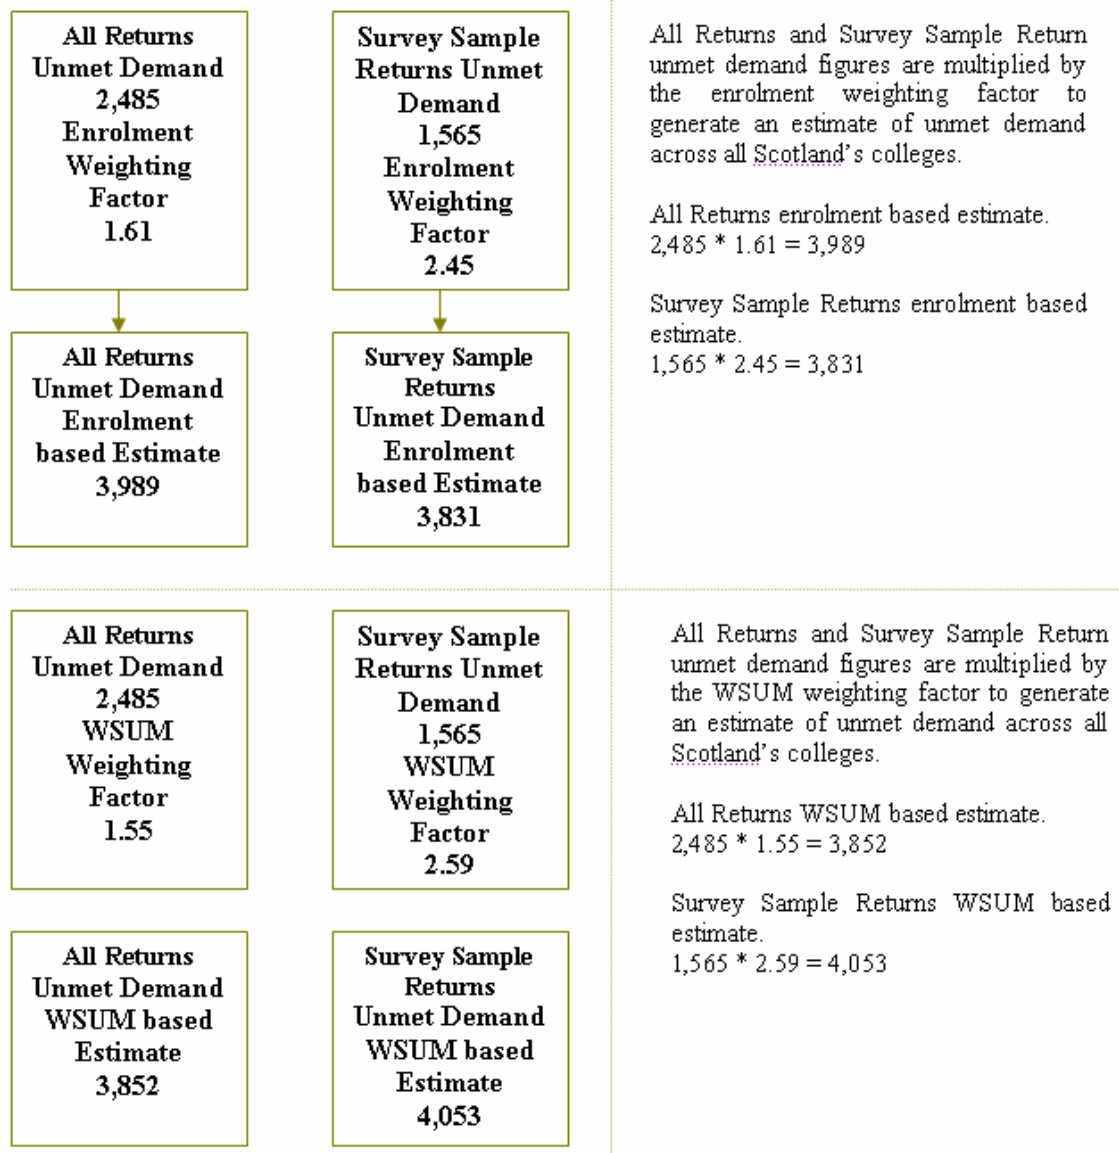 All Returns
Unmet Demand
2,485
Enrolment
Weighting
Factor
1.61
Survey Sample
Returns Unmet
Demand
1,565
Enrolment
Weighting
Factor
2.45
All Returns and Survey Sample Return
unmet demand figures are multiplied by
the enrolment weighting factor to
generate an estimate of unmet demand
across all Scotland's colleges.
All Returns enrolment based estimate.
2,485 * 1.61 = 3,989
Survey Sample Returns enrolment based
estimate.
1,565 * 2.45 = 3,831
All Returns
Unmet Demand
Enrolment
based Estimate
3,989
Survey Sample
Returns
Unmet Demand
Enrolment
based Estimate
3,831
All Returns
Unmet Demand
2,485
WSUM
Weighting
Factor
1.55
Survey Sample
Returns Unmet
Demand
1,565
WSUM
Weighting
Factor
2.59
All Returns and Survey Sample Return
unmet demand figures are multiplied by
the WSUM weighting factor to generate
an estimate of unmet demand across all
Scotland's colleges.
All Returns WSUM based estimate.
2,485 * 1.55 = 3,852
Survey Sample Returns WSUM based
estimate.
1,565 * 2.59 = 4,053
All Returns
Unmet Demand
WSUM based
Estimate
3,852
Survey Sample
Returns
Unmet Demand
WSUM based
Estimate
4,053